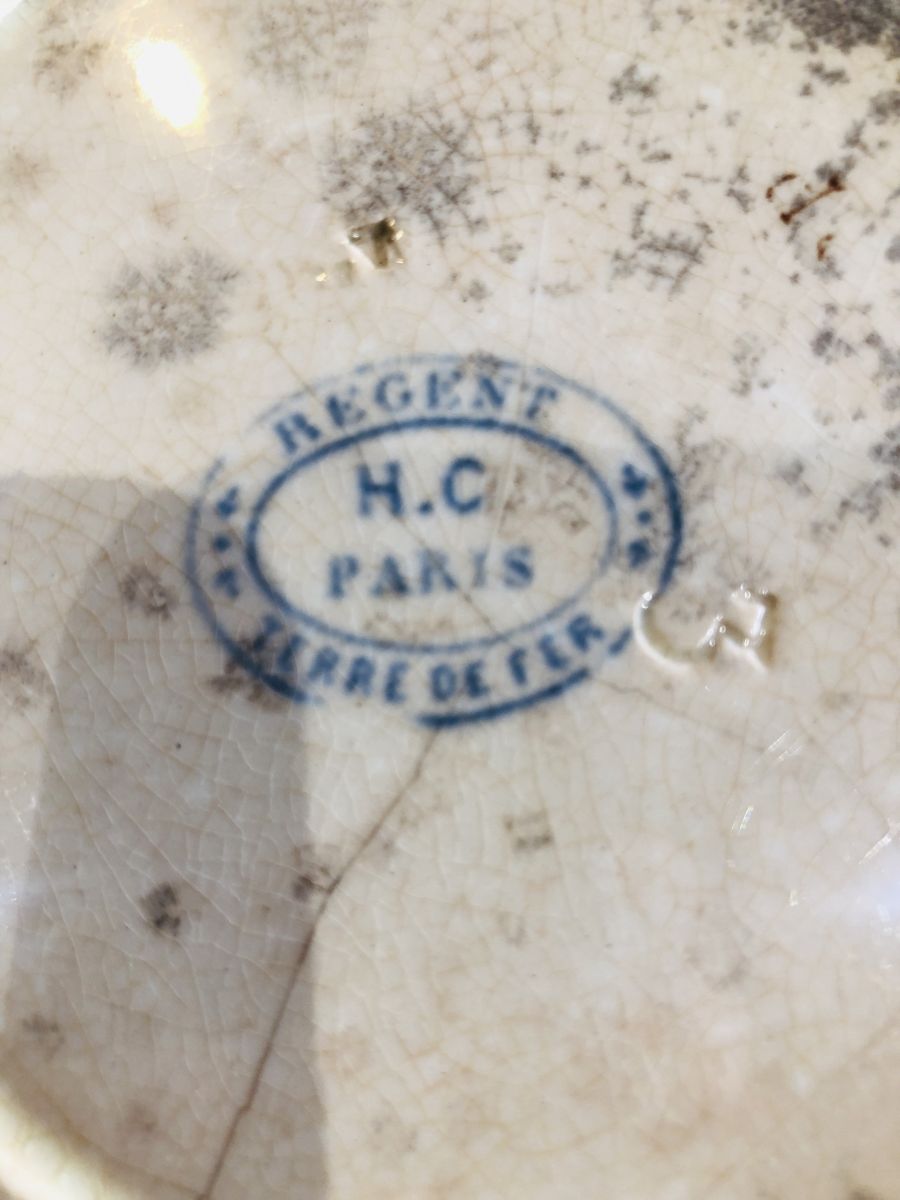 REGENT
H.C
PARIS
TERRE DE FER